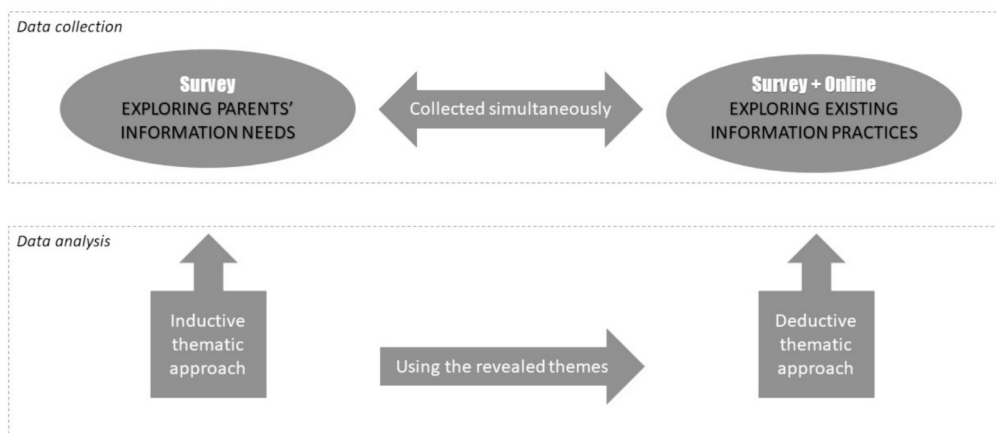 Data collection
Survey
EXPLORING PARENTS'
INFORMATION NEEDS
Collected simultaneously
Survey + Online
EXPLORING EXISTING
INFORMATION PRACTICES
Data analysis
Inductive
thematic
approach
Using the revealed themes
Deductive
thematic
approach